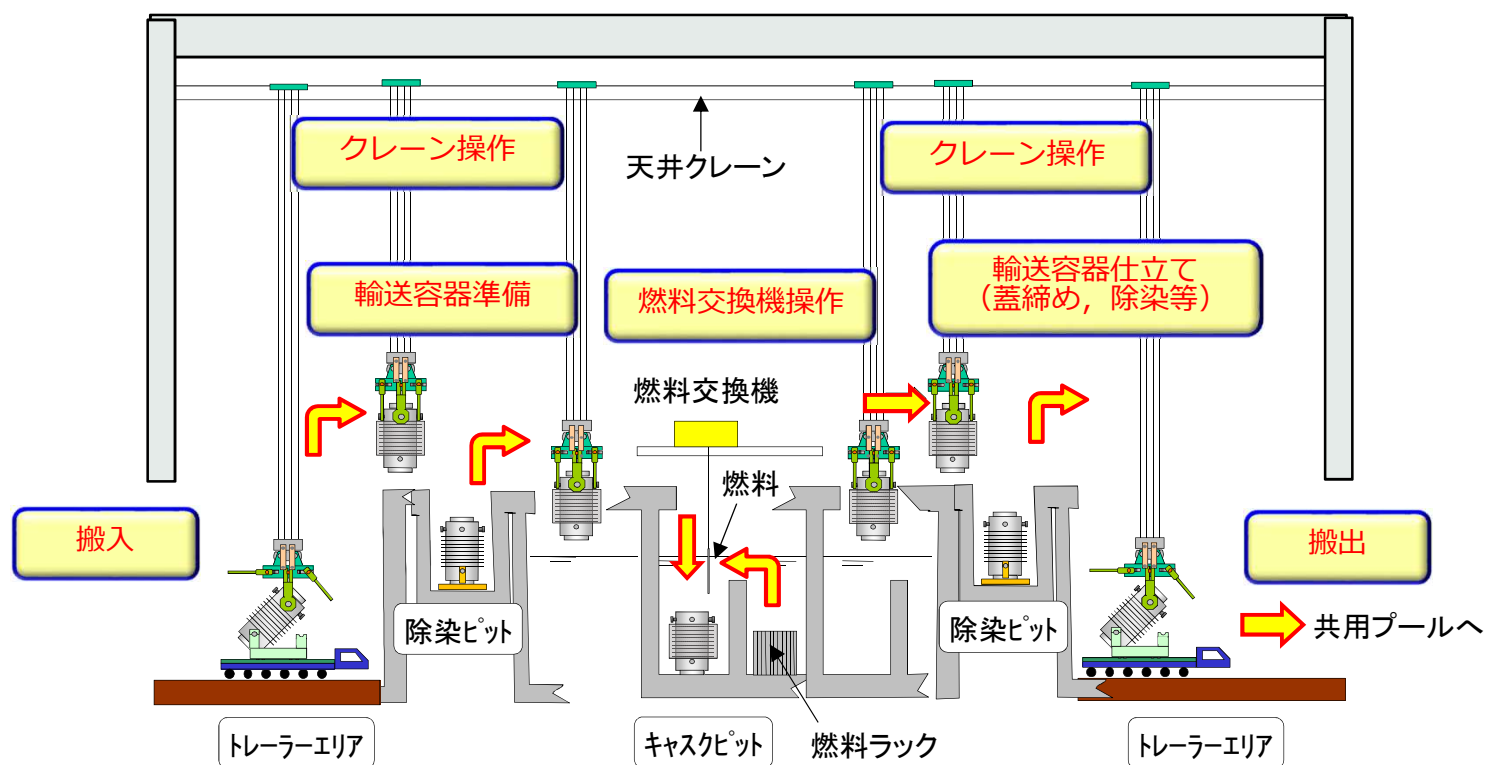 クレーン操作
天井クレーン
クレーン操作
輸送容器準備
燃料交換機操作
輸送容器仕立て
（蓋締め，除染等）
燃料交換機
燃料
搬入
搬出
除染ﾋﾟｯﾄ
除染ﾋﾟｯﾄ
共用プールへ
ﾄﾚｰﾗｰｴﾘｱ
ｷｬｽｸﾋﾟｯﾄ
燃料ラック
ﾄﾚｰﾗｰｴﾘｱ